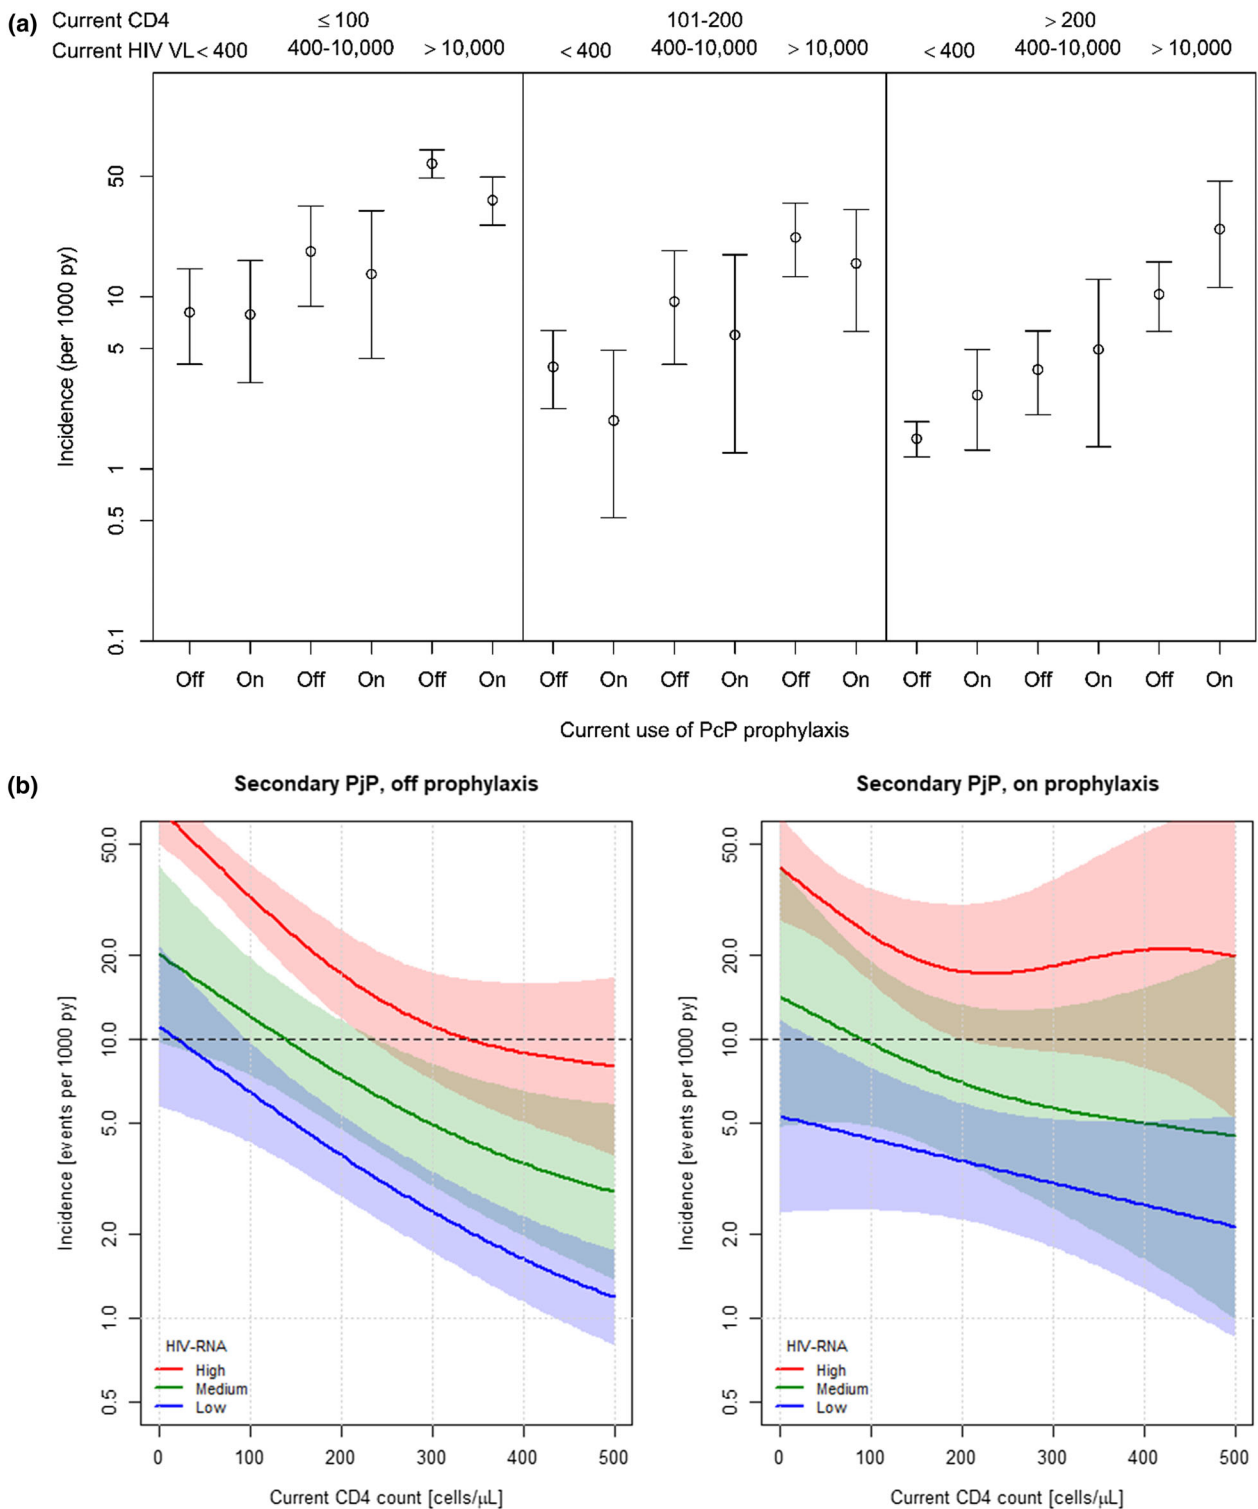 (a) Current CD4 ≤ 100 101-200 > 200
Current HIV VL < 400 400-10,000 > 10,000 < 400 400-10,000 > 10,000 < 400 400-10,000 > 10,000
Incidence (per 1000 py)
50
10
5
1
0.5
0.1
Off On Off On Off On Off On Off On Off On Off On Off On Off On
Current use of PcP prophylaxis
(b) Secondary PjP, off prophylaxis
Incidence [events per 1000 py]
50.0
20.0
10.0
5.0
2.0
1.0
0.5
HIV-RNA
High
Medium
Low
0 100 200 300 400 500
Current CD4 count [cells/µL]
Secondary PjP, on prophylaxis
Incidence [events per 1000 py]
50.0
20.0
10.0
5.0
2.0
1.0
0.5
HIV-RNA
High
Medium
Low
0 100 200 300 400 500
Current CD4 count [cells/µL]